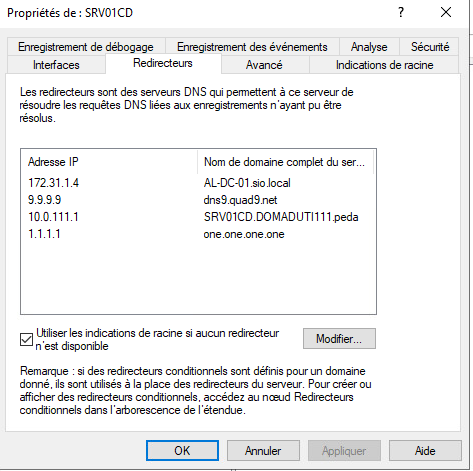 Propriétés de : SRV01CD
Enregistrement de débogage Enregistrement des événements Analyse Sécurité
Interfaces Redirecteurs Avancé Indications de racine
Les redirecteurs sont des serveurs DNS qui permettent à ce serveur de
résoudre les requêtes DNS liées aux enregistrements n'ayant pu être
résolus.
Adresse IP Nom de domaine complet du ser...
172.31.1.4 AL-DC-01.sio.local
9.9.9.9 dns9.quad9.net
10.0.111.1 SRV01CD.DOMADUTI111.peda
1.1.1.1 one.one.one.one
Utiliser les indications de racine si aucun redirecteur
n'est disponible
Modifier...
Remarque : si des redirecteurs conditionnels sont définis pour un domaine
donné, ils sont utilisés à la place des redirecteurs du serveur. Pour créer ou
afficher des redirecteurs conditionnels, accédez au nœud Redirecteurs
conditionnels dans l'arborescence de l'étendue.
OK Annuler Appliquer Aide